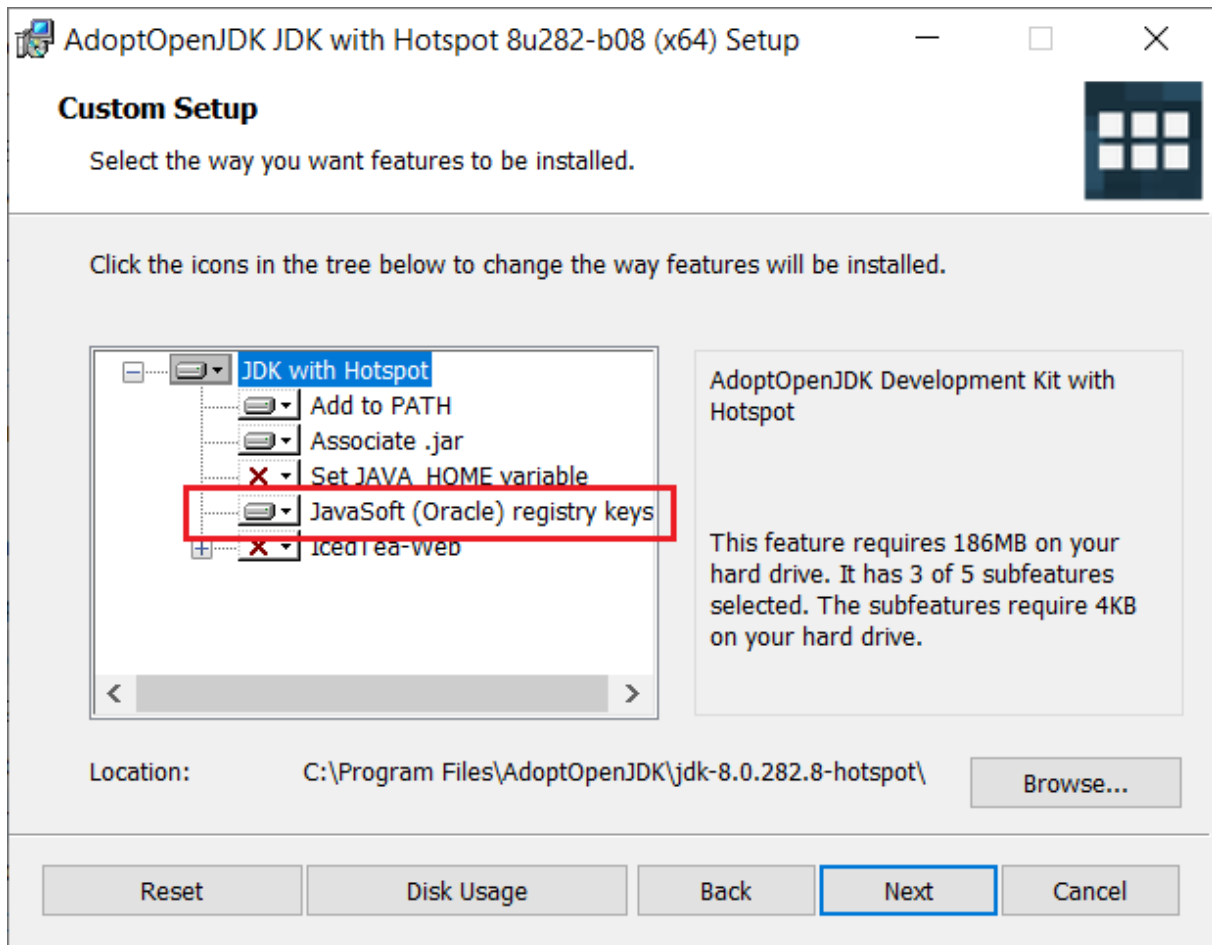 AdoptOpenJDK JDK with Hotspot 8u282-b08 (x64) Setup
Custom Setup
Select the way you want features to be installed.
Click the icons in the tree below to change the way features will be installed.
JDK with Hotspot
Add to PATH
Associate .jar
Set JAVA_HOME variable
JavaSoft (Oracle) registry keys
IcedTea-Web
AdoptOpenJDK Development Kit with
Hotspot
This feature requires 186MB on your
hard drive. It has 3 of 5 subfeatures
selected. The subfeatures require 4KB
on your hard drive.
Location: C:\Program Files\AdoptOpenJDK\jdk-8.0.282.8-hotspot\
Browse...
Reset Disk Usage Back Next Cancel